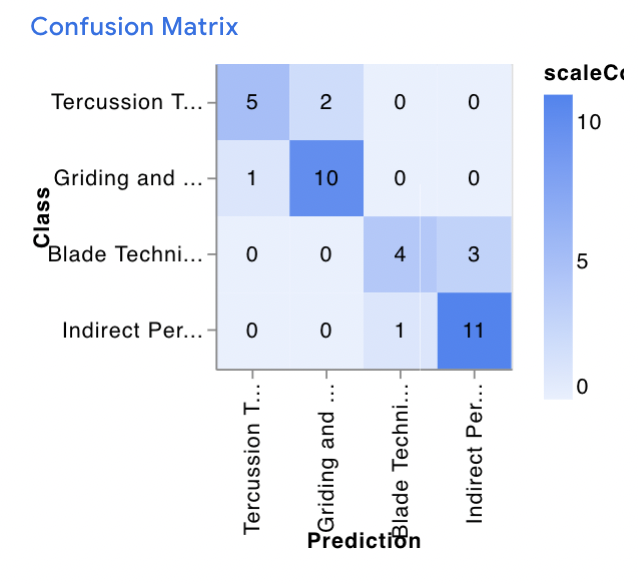 Confusion Matrix
scaleCo
Tercussion T... 5 2 0 0
Griding and ... 1 10 0 0
Blade Techni... 0 0 4 3
Indirect Per... 0 0 1 11
Class
10
5
0
Tercussion T...
Griding and ...
Blade Techni...
Indirect Per...
Prediction